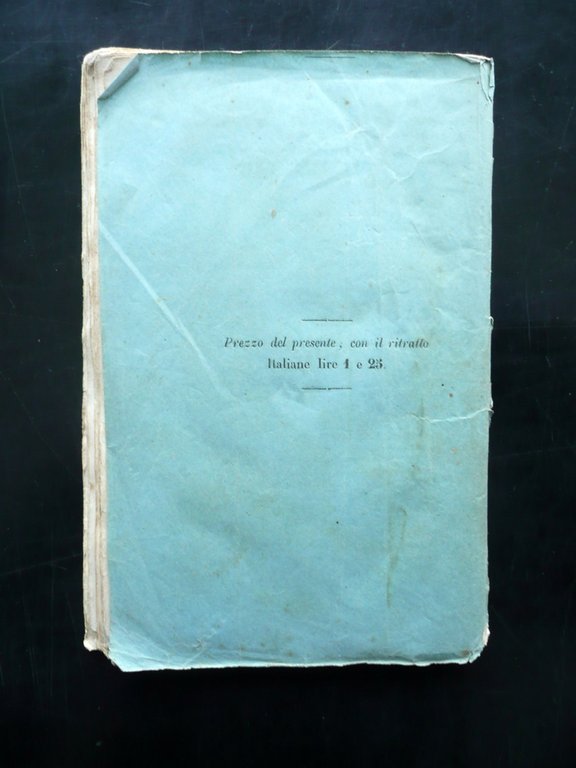 Prezzo del presente, con il ritratto
Italiane lire 1 e 25.